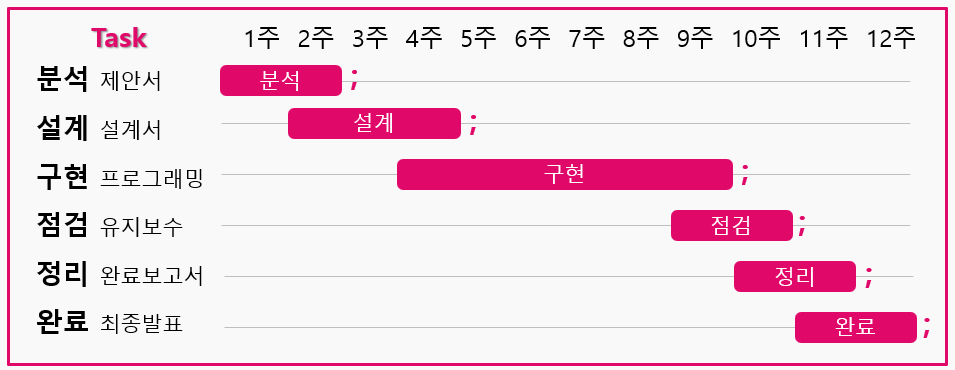 Task 1주 2주 3주 4주 5주 6주 7주 8주 9주 10주 11주 12주
분석 제안서 분석 ;
설계 설계서 설계 ;
구현 프로그래밍 구현 ;
점검 유지보수 점검 ;
정리 완료보고서 정리 ;
완료 최종발표 완료 ;